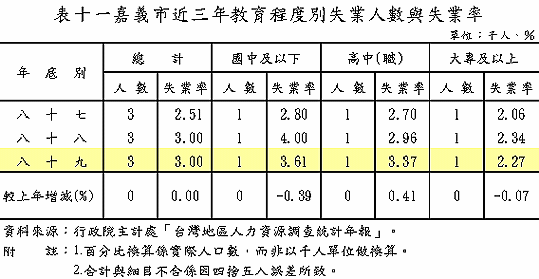 表十一嘉義市近三年教育程度別失業人數與失業率
單位：千人、%
年 底 別 總 計 國中及以下 高中(職) 大專及以上
人 數 失業率 人 數 失業率 人 數 失業率 人 數 失業率
八 十 七 3 2.51 1 2.80 1 2.70 1 2.06
八 十 八 3 3.00 1 4.00 1 2.96 1 2.34
八 十 九 3 3.00 1 3.61 1 3.37 1 2.27
較上年增減(%) 0 0.00 0 -0.39 0 0.41 0 -0.07
資料來源：行政院主計處「台灣地區人力資源調查統計年報」。
附 註：1.百分比換算係實際人口數，而非以千人單位做換算。
2.合計與細目不合係因四捨五入誤差所致。